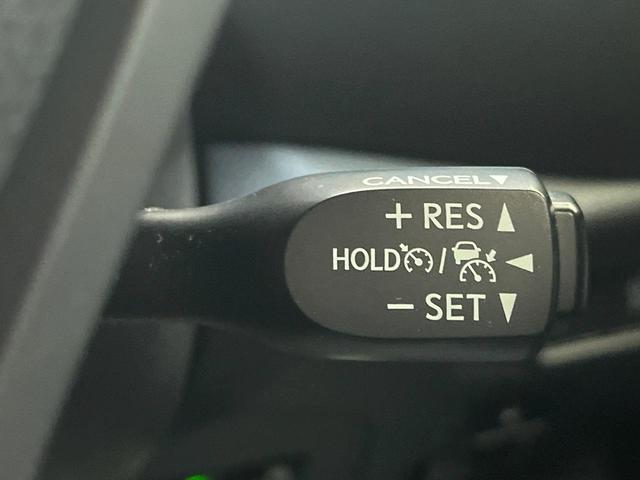 CANCEL▼
+ RES ▲
HOLD / ◀
− SET ▼